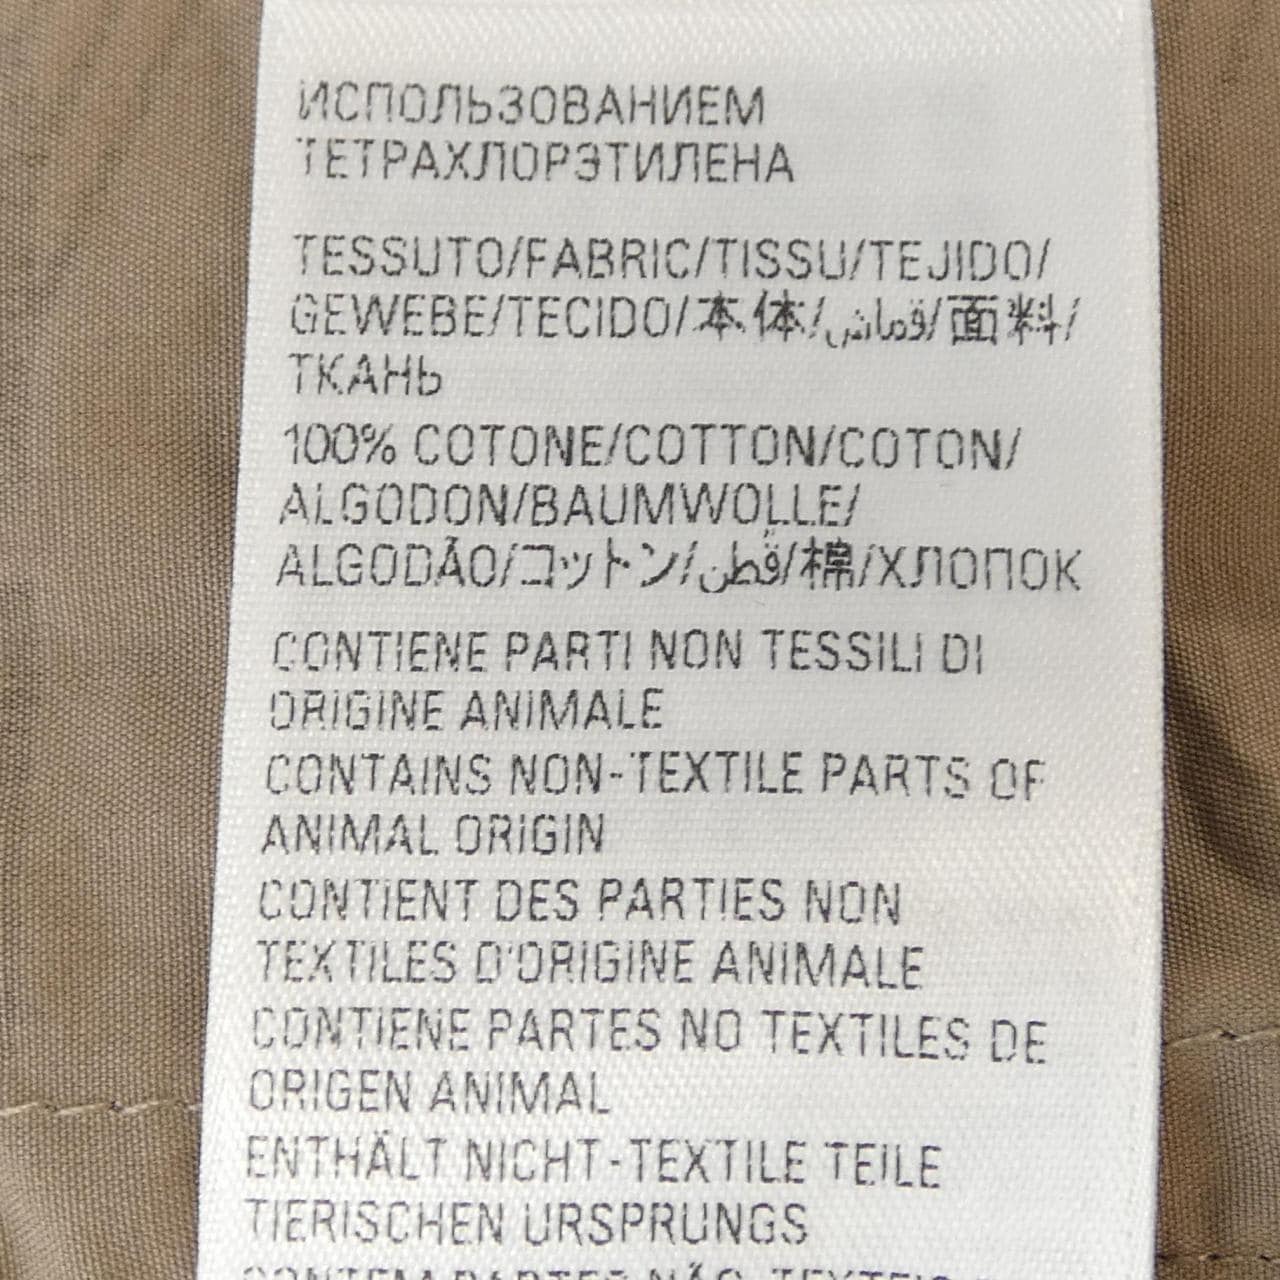 ИСПОЛЬЗОВАНИЕМ
ТЕТРАХЛОРЭТИЛЕНА
TESSUTO/FABRIC/TISSU/TEJIDO/
GEWEBE/TECIDO/本体/قماش/面料/
ТКАНЬ
100% COTONE/COTTON/COTON/
ALGODON/BAUMWOLLE/
ALGODÃO/コットン/قطن/棉/ХЛОПОК
CONTIENE PARTI NON TESSILI DI
ORIGINE ANIMALE
CONTAINS NON-TEXTILE PARTS OF
ANIMAL ORIGIN
CONTIENT DES PARTIES NON
TEXTILES D'ORIGINE ANIMALE
CONTIENE PARTES NO TEXTILES DE
ORIGEN ANIMAL
ENTHÄLT NICHT-TEXTILE TEILE
TIERISCHEN URSPRUNGS
CONTEM PARTES NÃO